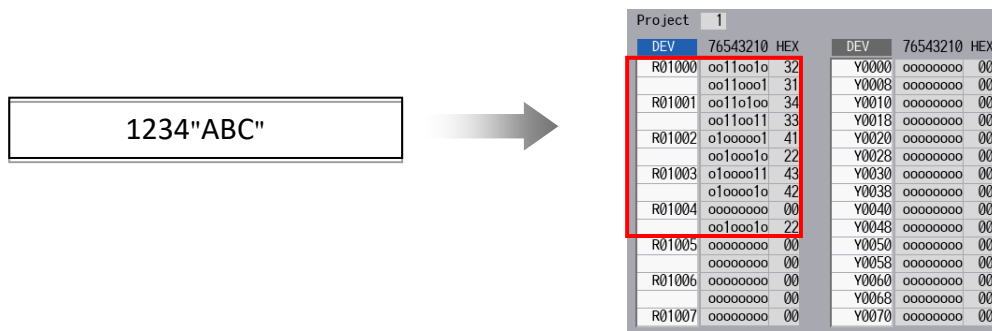 Project 1
DEV 76543210 HEX DEV 76543210 HEX
R01000 oo11oo1o 32 Y0000 oooooooo 00
oo11ooo1 31 Y0008 oooooooo 00
R01001 oo11o1oo 34 Y0010 oooooooo 00
1234"ABC" oo11oo11 33 Y0018 oooooooo 00
R01002 o1ooooo1 41 Y0020 oooooooo 00
oo1ooo1o 22 Y0028 oooooooo 00
R01003 o1oooo11 43 Y0030 oooooooo 00
o1oooo1o 42 Y0038 oooooooo 00
R01004 oooooooo 00 Y0040 oooooooo 00
oo1ooo1o 22 Y0048 oooooooo 00
R01005 oooooooo 00 Y0050 oooooooo 00
oooooooo 00 Y0058 oooooooo 00
R01006 oooooooo 00 Y0060 oooooooo 00
oooooooo 00 Y0068 oooooooo 00
R01007 oooooooo 00 Y0070 oooooooo 00